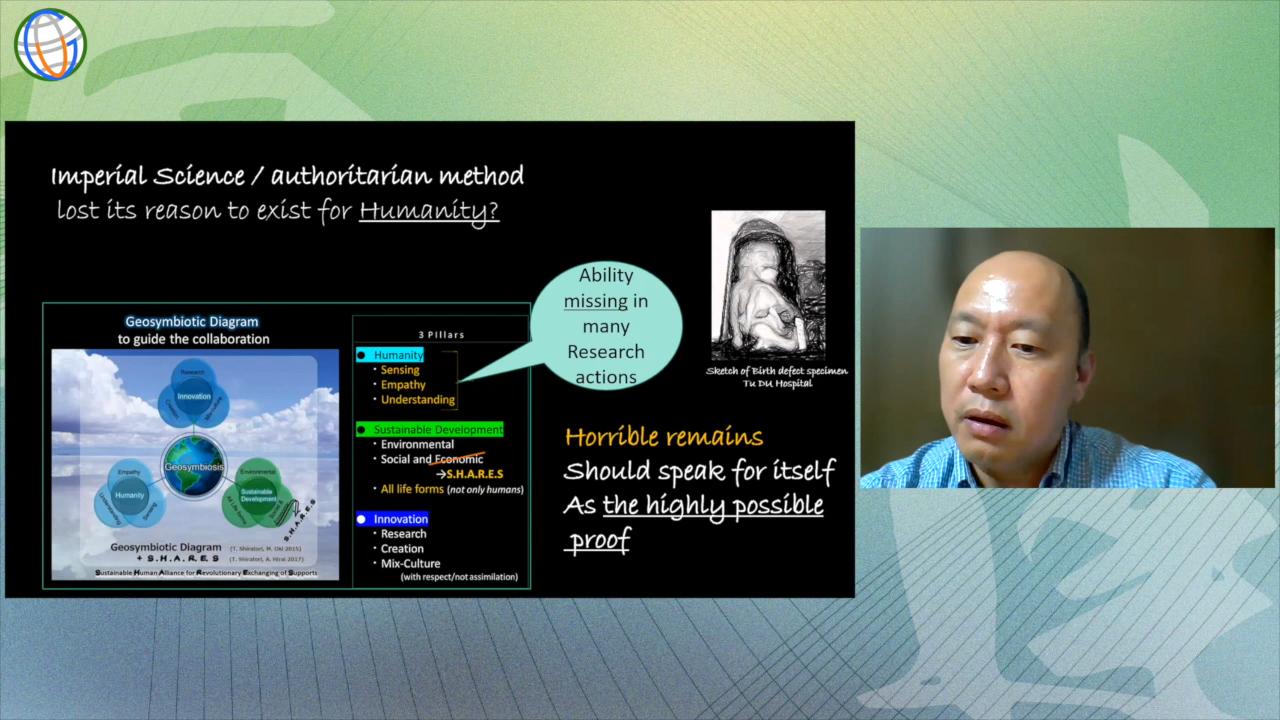 Imperial Science / authoritarian method
lost its reason to exist for Humanity?
Geosymbiotic Diagram
to guide the collaboration
Research
Innovation
Creation
Geosymbiosis
Empathy
Humanity
Understanding
Sensing
Environmental
Sustainable
Development
All life forms
S.H.A.R.E.S
Geosymbiotic Diagram (T. Shiratori, M. Oki 2015)
+ S.H.A.R.E.S (T. Shiratori, A. Hirai 2017)
Sustainable Human Alliance for Revolutionary Exchanging of Supports
3 Pillars
● Humanity
• Sensing
• Empathy
• Understanding
● Sustainable Development
• Environmental
• Social and Economic
→S.H.A.R.E.S
• All life forms (not only humans)
● Innovation
• Research
• Creation
• Mix-Culture
(with respect/not assimilation)
Ability
missing in
many
Research
actions
Sketch of Birth defect specimen
Tu DU Hospital
Horrible remains
Should speak for itself
As the highly possible
proof